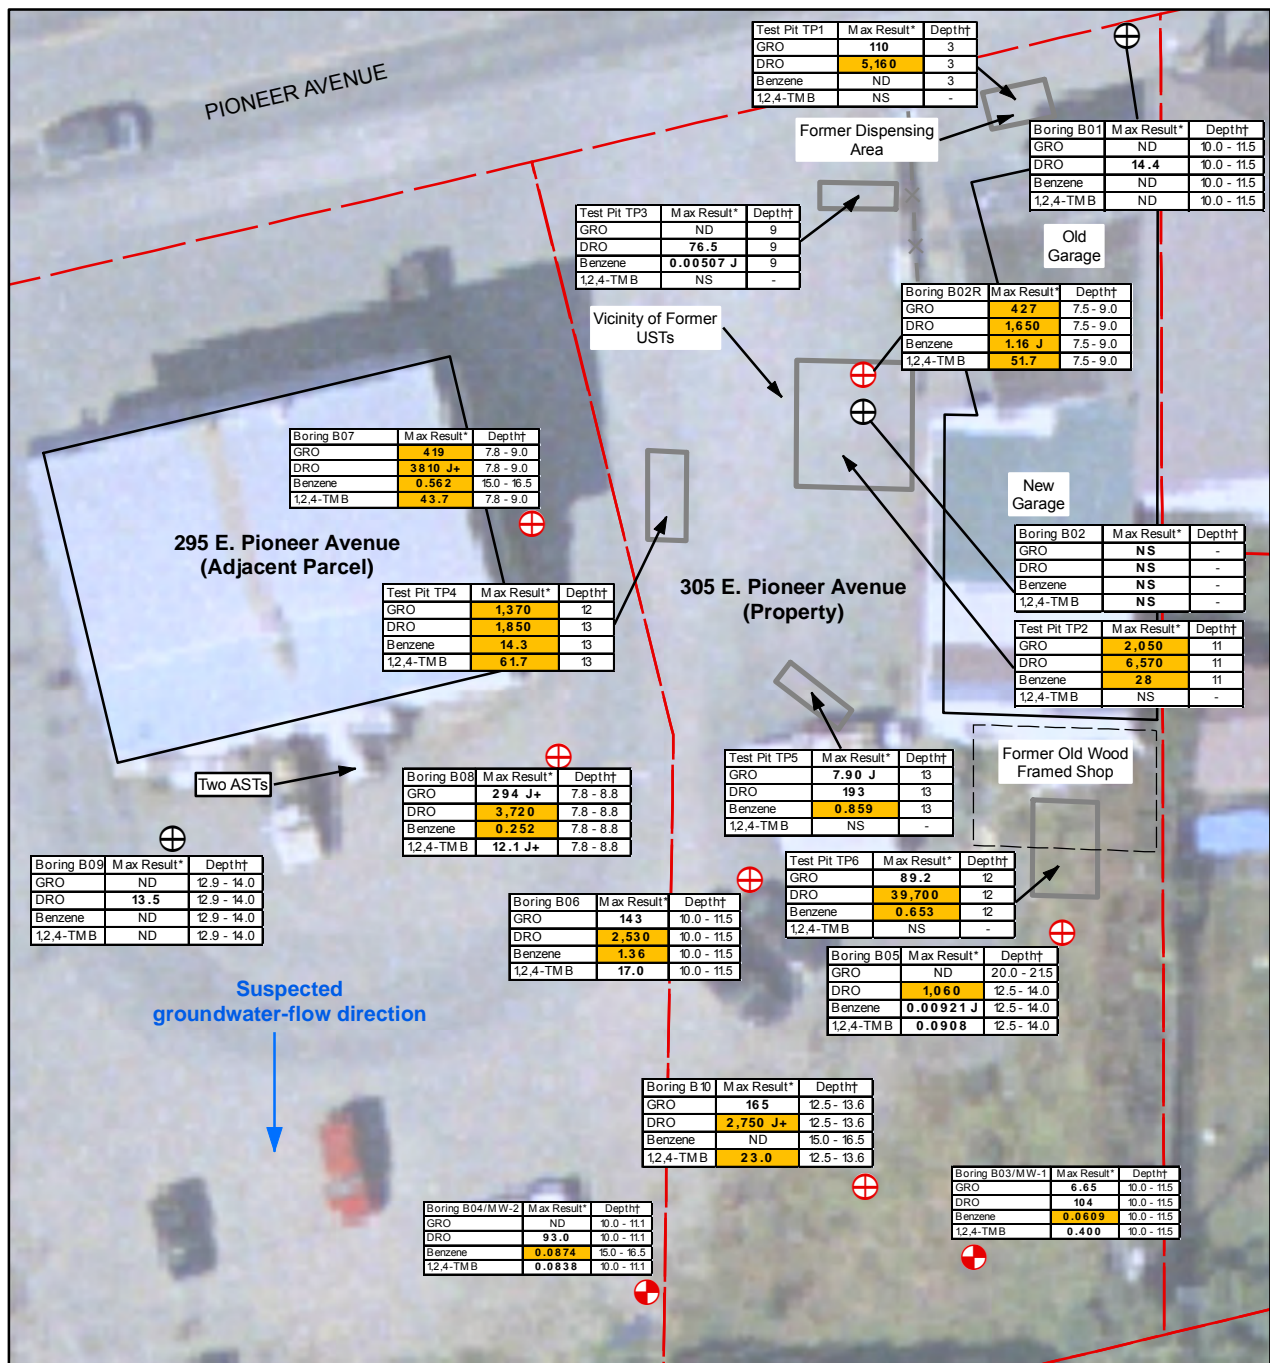 PIONEER AVENUE
Test Pit TP1 Max Result* Depth†
GRO 110 3
DRO 5,160 3
Benzene ND 3
1,2,4-TMB NS -
Former Dispensing
Area
Boring B01 Max Result* Depth†
GRO ND 10.0 - 11.5
DRO 14.4 10.0 - 11.5
Benzene ND 10.0 - 11.5
1,2,4-TMB ND 10.0 - 11.5
Test Pit TP3 Max Result* Depth†
GRO ND 9
DRO 76.5 9
Benzene 0.00507 J 9
1,2,4-TMB NS -
Old
Garage
Boring B02R Max Result* Depth†
GRO 427 7.5 - 9.0
DRO 1,650 7.5 - 9.0
Benzene 1.16 J 7.5 - 9.0
1,2,4-TMB 51.7 7.5 - 9.0
Vicinity of Former
USTs
Boring B07 Max Result* Depth†
GRO 419 7.8 - 9.0
DRO 3810 J+ 7.8 - 9.0
Benzene 0.562 15.0 - 16.5
1,2,4-TMB 43.7 7.8 - 9.0
New
Garage
295 E. Pioneer Avenue
(Adjacent Parcel)
Boring B02 Max Result* Depth†
GRO NS -
DRO NS -
Benzene NS -
1,2,4-TMB NS -
305 E. Pioneer Avenue
(Property)
Test Pit TP4 Max Result* Depth†
GRO 1,370 12
DRO 1,850 13
Benzene 14.3 13
1,2,4-TMB 61.7 13
Test Pit TP2 Max Result* Depth†
GRO 2,050 11
DRO 6,570 11
Benzene 28 11
1,2,4-TMB NS -
Test Pit TP5 Max Result* Depth†
GRO 7.90 J 13
DRO 193 13
Benzene 0.859 13
1,2,4-TMB NS -
Former Old Wood
Framed Shop
Two ASTs
Boring B08 Max Result* Depth†
GRO 294 J+ 7.8 - 8.8
DRO 3,720 7.8 - 8.8
Benzene 0.252 7.8 - 8.8
1,2,4-TMB 12.1 J+ 7.8 - 8.8
Boring B09 Max Result* Depth†
GRO ND 12.9 - 14.0
DRO 13.5 12.9 - 14.0
Benzene ND 12.9 - 14.0
1,2,4-TMB ND 12.9 - 14.0
Test Pit TP6 Max Result* Depth†
GRO 89.2 12
DRO 39,700 12
Benzene 0.653 12
1,2,4-TMB NS -
Boring B06 Max Result* Depth†
GRO 143 10.0 - 11.5
DRO 2,530 10.0 - 11.5
Benzene 1.36 10.0 - 11.5
1,2,4-TMB 17.0 10.0 - 11.5
Boring B05 Max Result* Depth†
GRO ND 20.0 - 21.5
DRO 1,060 12.5 - 14.0
Benzene 0.00921 J 12.5 - 14.0
1,2,4-TMB 0.0908 12.5 - 14.0
Suspected
groundwater-flow direction
Boring B10 Max Result* Depth†
GRO 165 12.5 - 13.6
DRO 2,750 J+ 12.5 - 13.6
Benzene ND 15.0 - 16.5
1,2,4-TMB 23.0 12.5 - 13.6
Boring B03/MW-1 Max Result* Depth†
GRO 6.65 10.0 - 11.5
DRO 104 10.0 - 11.5
Benzene 0.0609 10.0 - 11.5
1,2,4-TMB 0.400 10.0 - 11.5
Boring B04/MW-2 Max Result* Depth†
GRO ND 10.0 - 11.1
DRO 93.0 10.0 - 11.1
Benzene 0.0874 15.0 - 16.5
1,2,4-TMB 0.0838 10.0 - 11.1